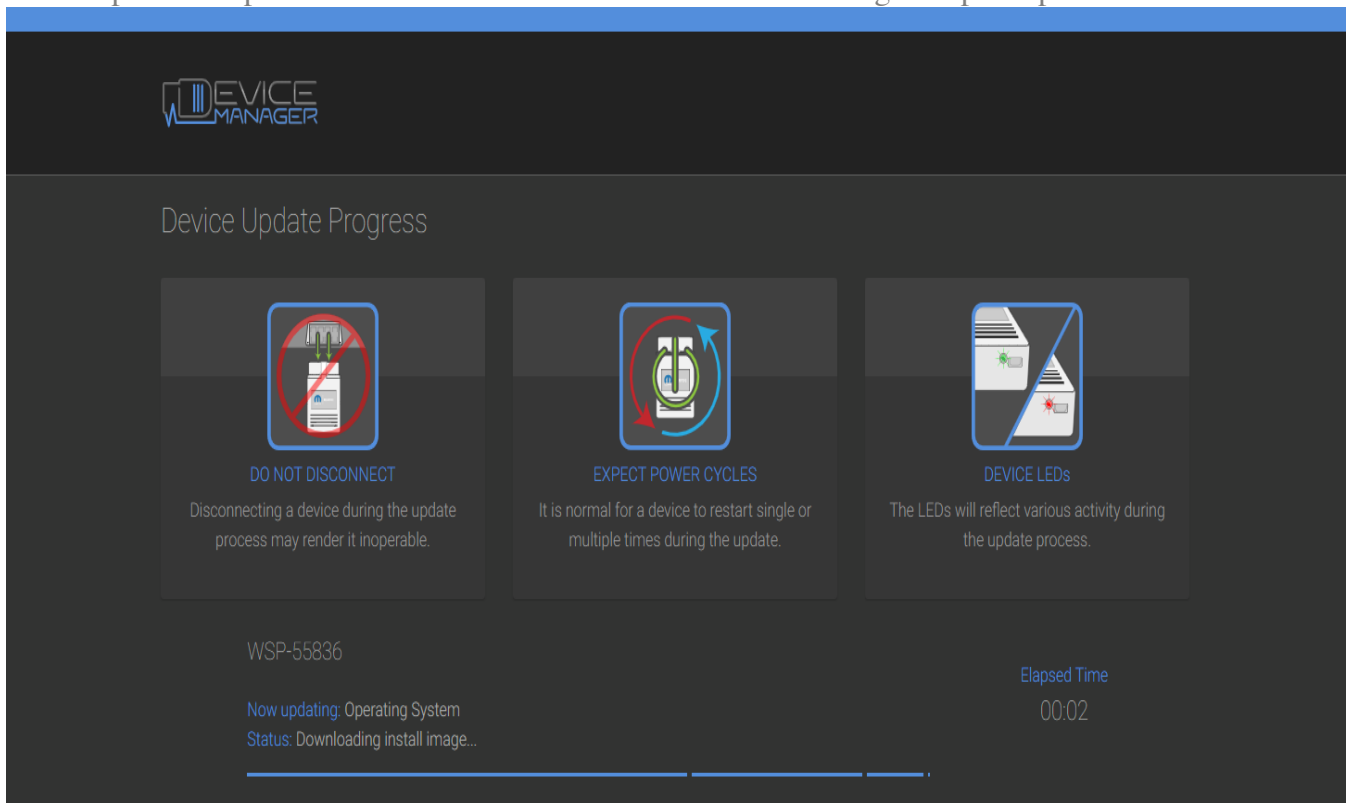 DEVICE
MANAGER
Device Update Progress
DO NOT DISCONNECT
Disconnecting a device during the update
process may render it inoperable.
EXPECT POWER CYCLES
It is normal for a device to restart single or
multiple times during the update.
DEVICE LEDs
The LEDs will reflect various activity during
the update process.
WSP-55836
Now updating: Operating System
Status: Downloading install image...
Elapsed Time
00:02